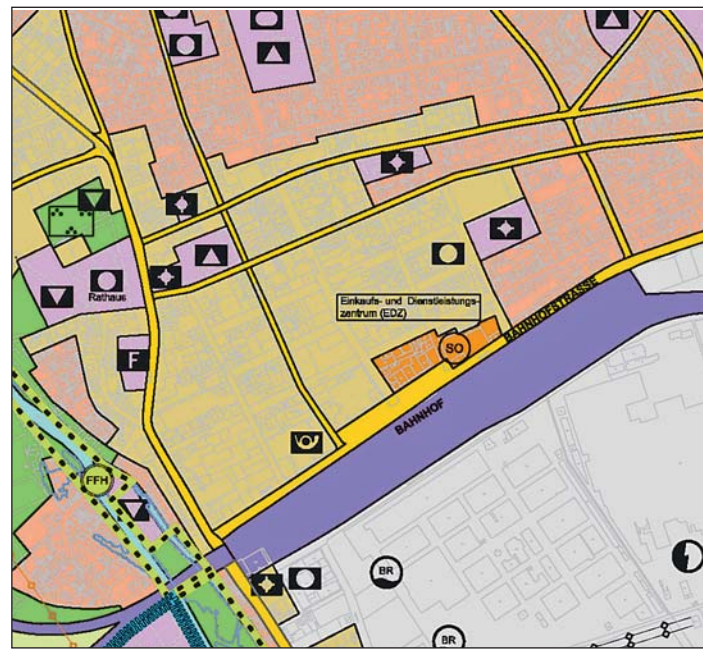 Rathaus
Einkaufs- und Dienstleistungs-
zentrum (EDZ)
BAHNHOFSTRASSE
SO
F
BAHNHOF
FFH
BR
BR